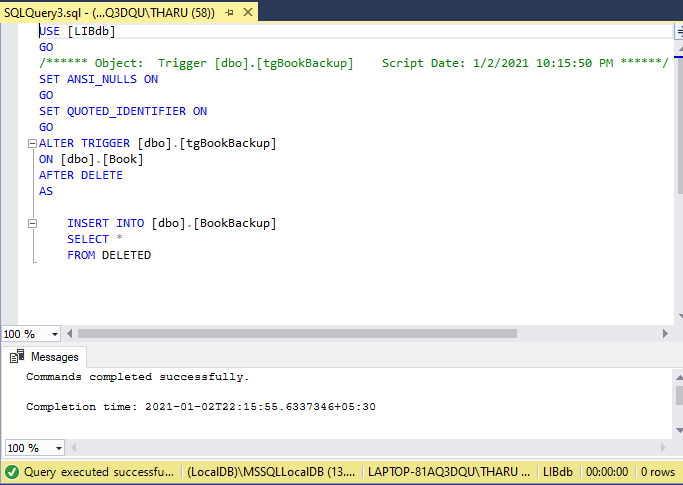 SQLQuery3.sql - (...Q3DQU\THARU (58))
USE [LIBdb]
GO
/****** Object:  Trigger [dbo].[tgBookBackup]    Script Date: 1/2/2021 10:15:50 PM ******/
SET ANSI_NULLS ON
GO
SET QUOTED_IDENTIFIER ON
GO
ALTER TRIGGER [dbo].[tgBookBackup]
ON [dbo].[Book]
AFTER DELETE
AS
INSERT INTO [dbo].[BookBackup]
SELECT *
FROM DELETED
100 %
Messages
Commands completed successfully.
Completion time: 2021-01-02T22:15:55.6337346+05:30
100 %
Query executed successfu... (LocalDB)\MSSQLLocalDB (13.... LAPTOP-81AQ3DQU\THARU ... LIBdb 00:00:00 0 rows